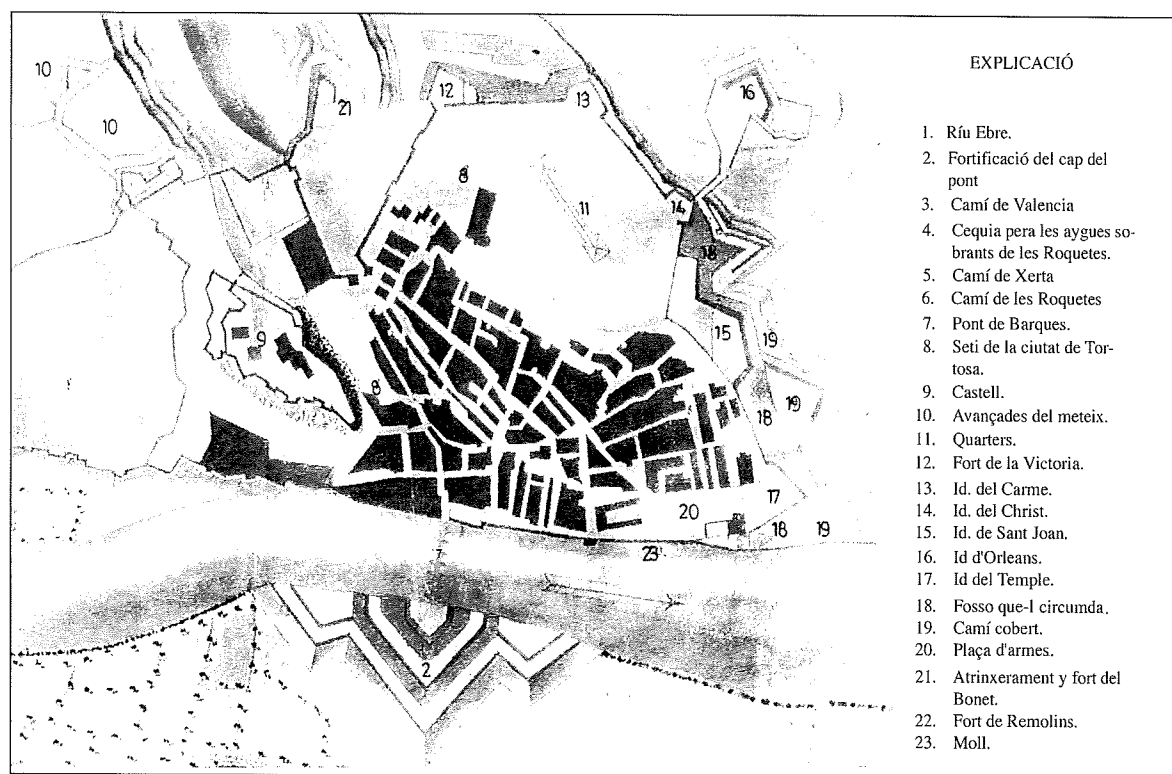 10
10
21
12
13
16
8
11
14
18
9
15
19
8
18
19
17
20
18
19
7
23
2
EXPLICACIÓ
1. Ríu Ebre.
2. Fortificació del cap del
pont
3. Camí de Valencia
4. Cequia pera les aygues so-
brants de les Roquetes.
5. Camí de Xerta
6. Camí de les Roquetes
7. Pont de Barques.
8. Seti de la ciutat de Tor-
tosa.
9. Castell.
10. Avançades del meteix.
11. Quarters.
12. Fort de la Victoria.
13. Id. del Carme.
14. Id. del Christ.
15. Id. de Sant Joan.
16. Id d'Orleans.
17. Id del Temple.
18. Fosso que-l circumda.
19. Camí cobert.
20. Plaça d'armes.
21. Atrinxerament y fort del
Bonet.
22. Fort de Remolins.
23. Moll.